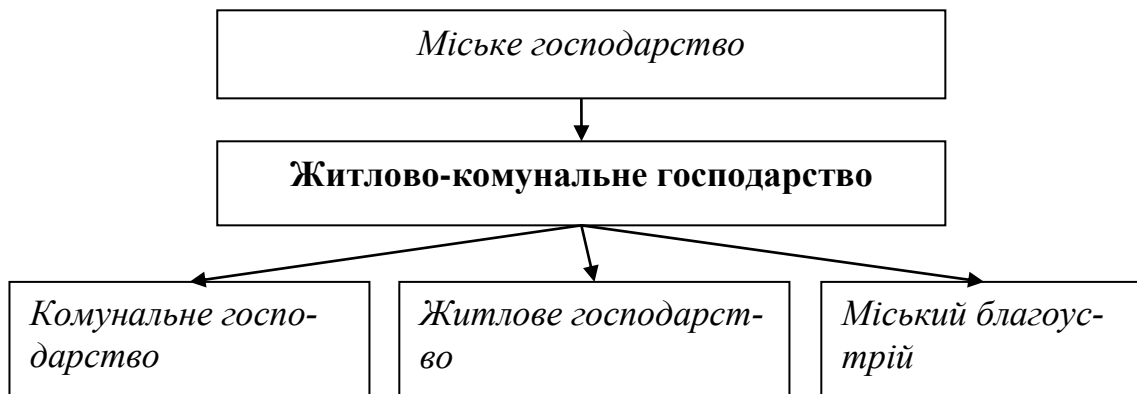 Міське господарство
Житлово-комунальне господарство
Комунальне госпо-
дарство
Житлове господарст-
во
Міський благоус-
трій